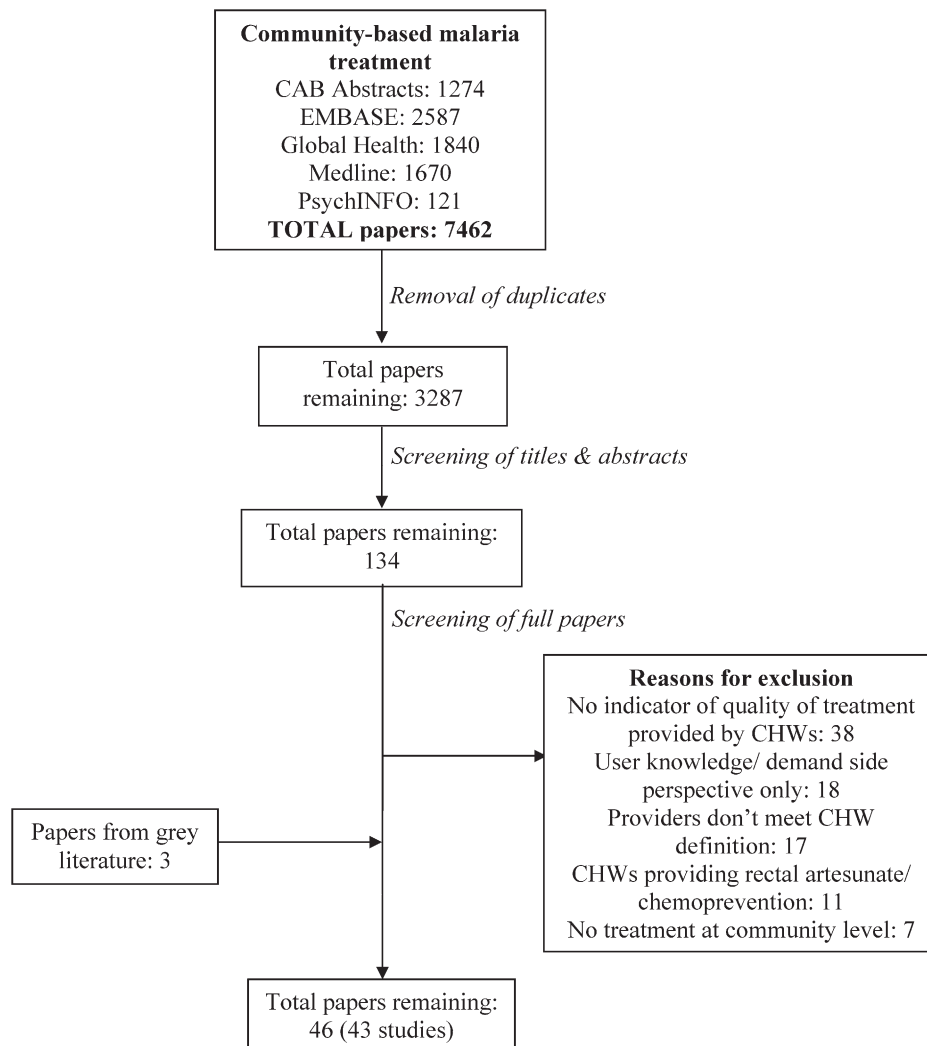 Community-based malaria
treatment
CAB Abstracts: 1274
EMBASE: 2587
Global Health: 1840
Medline: 1670
PsychINFO: 121
TOTAL papers: 7462
Removal of duplicates
Total papers
remaining: 3287
Screening of titles & abstracts
Total papers remaining:
134
Screening of full papers
Reasons for exclusion
No indicator of quality of treatment
provided by CHWs: 38
User knowledge/ demand side
perspective only: 18
Providers don’t meet CHW
definition: 17
CHWs providing rectal artesunate/
chemoprevention: 11
No treatment at community level: 7
Papers from grey
literature: 3
Total papers remaining:
46 (43 studies)